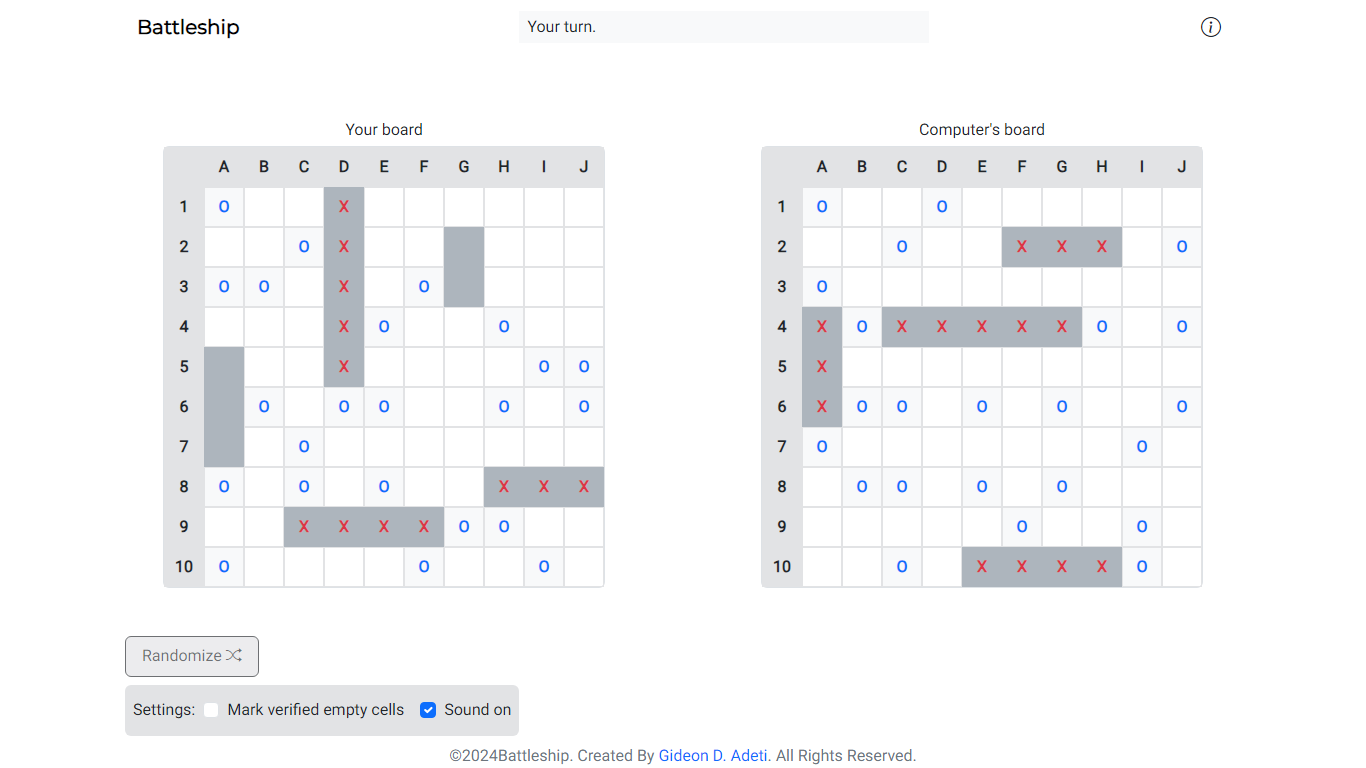 Battleship
Your turn.
Your board
Computer's board
A B C D E F G H I J
1 O X
2 O X
3 O O X O
4 X O O
5 X O O
6 O O O O O
7 O
8 O O O X X X
9 X X X X O O
10 O O O
A B C D E F G H I J
1 O O
2 O X X X O
3 O
4 X O X X X X X O O
5 X
6 X O O O O O
7 O O
8 O O O O
9 O O
10 O X X X X O
Randomize
Settings: Mark verified empty cells Sound on
©2024Battleship. Created By Gideon D. Adeti. All Rights Reserved.